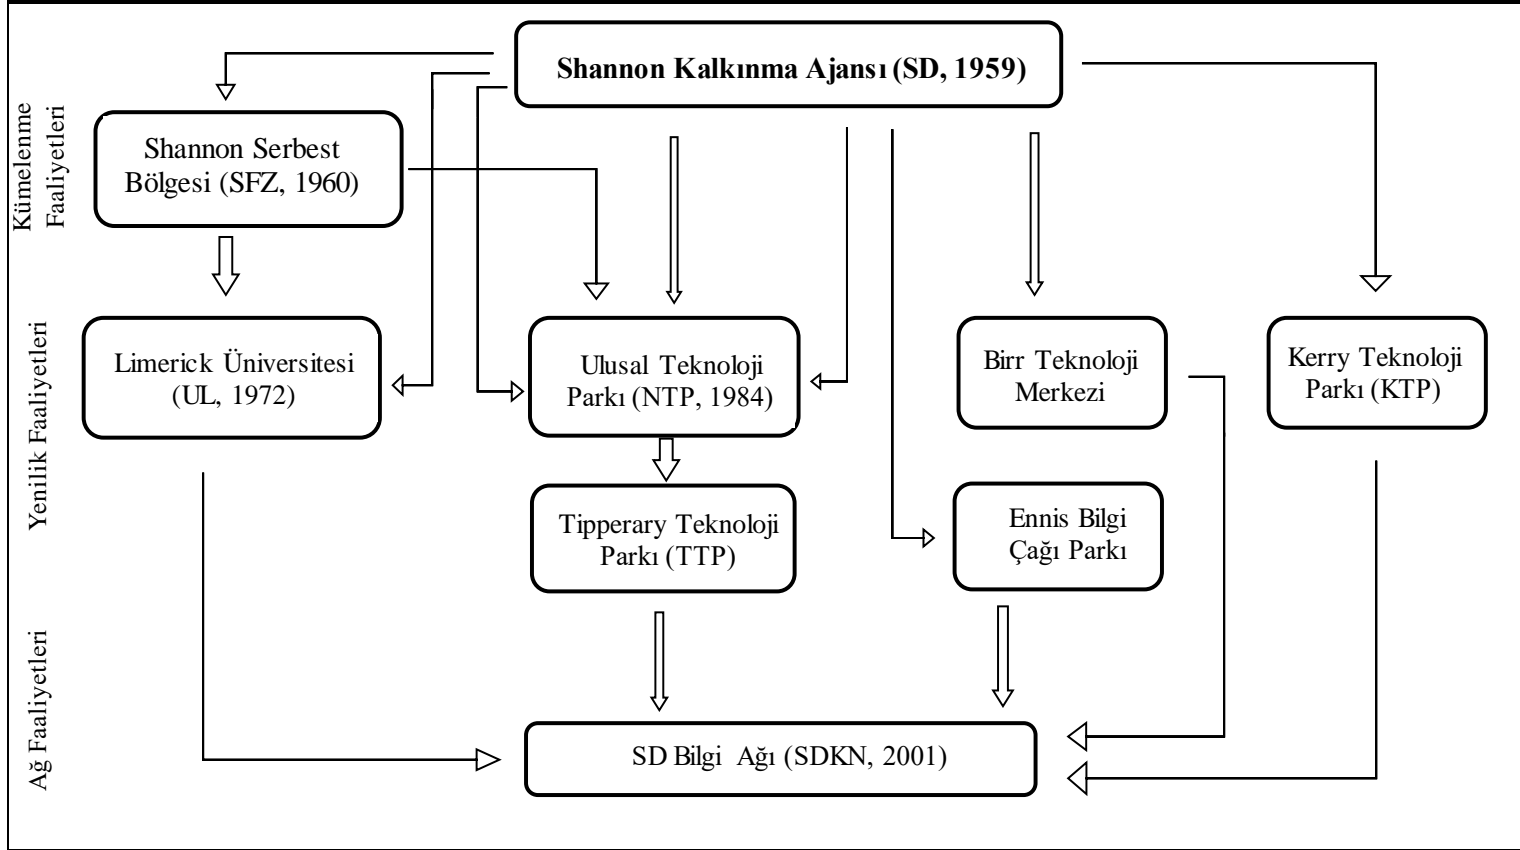 Shannon Kalkınma Ajansı (SD, 1959)
Kümelenme
Faaliyetleri
Shannon Serbest
Bölgesi (SFZ, 1960)
Yenilik Faaliyetleri
Limerick Üniversitesi
(UL, 1972)
Ulusal Teknoloji
Parkı (NTP, 1984)
Birr Teknoloji
Merkezi
Kerry Teknoloji
Parkı (KTP)
Tipperary Teknoloji
Parkı (TTP)
Ennis Bilgi
Çağı Parkı
Ağ Faaliyetleri
SD Bilgi Ağı (SDKN, 2001)